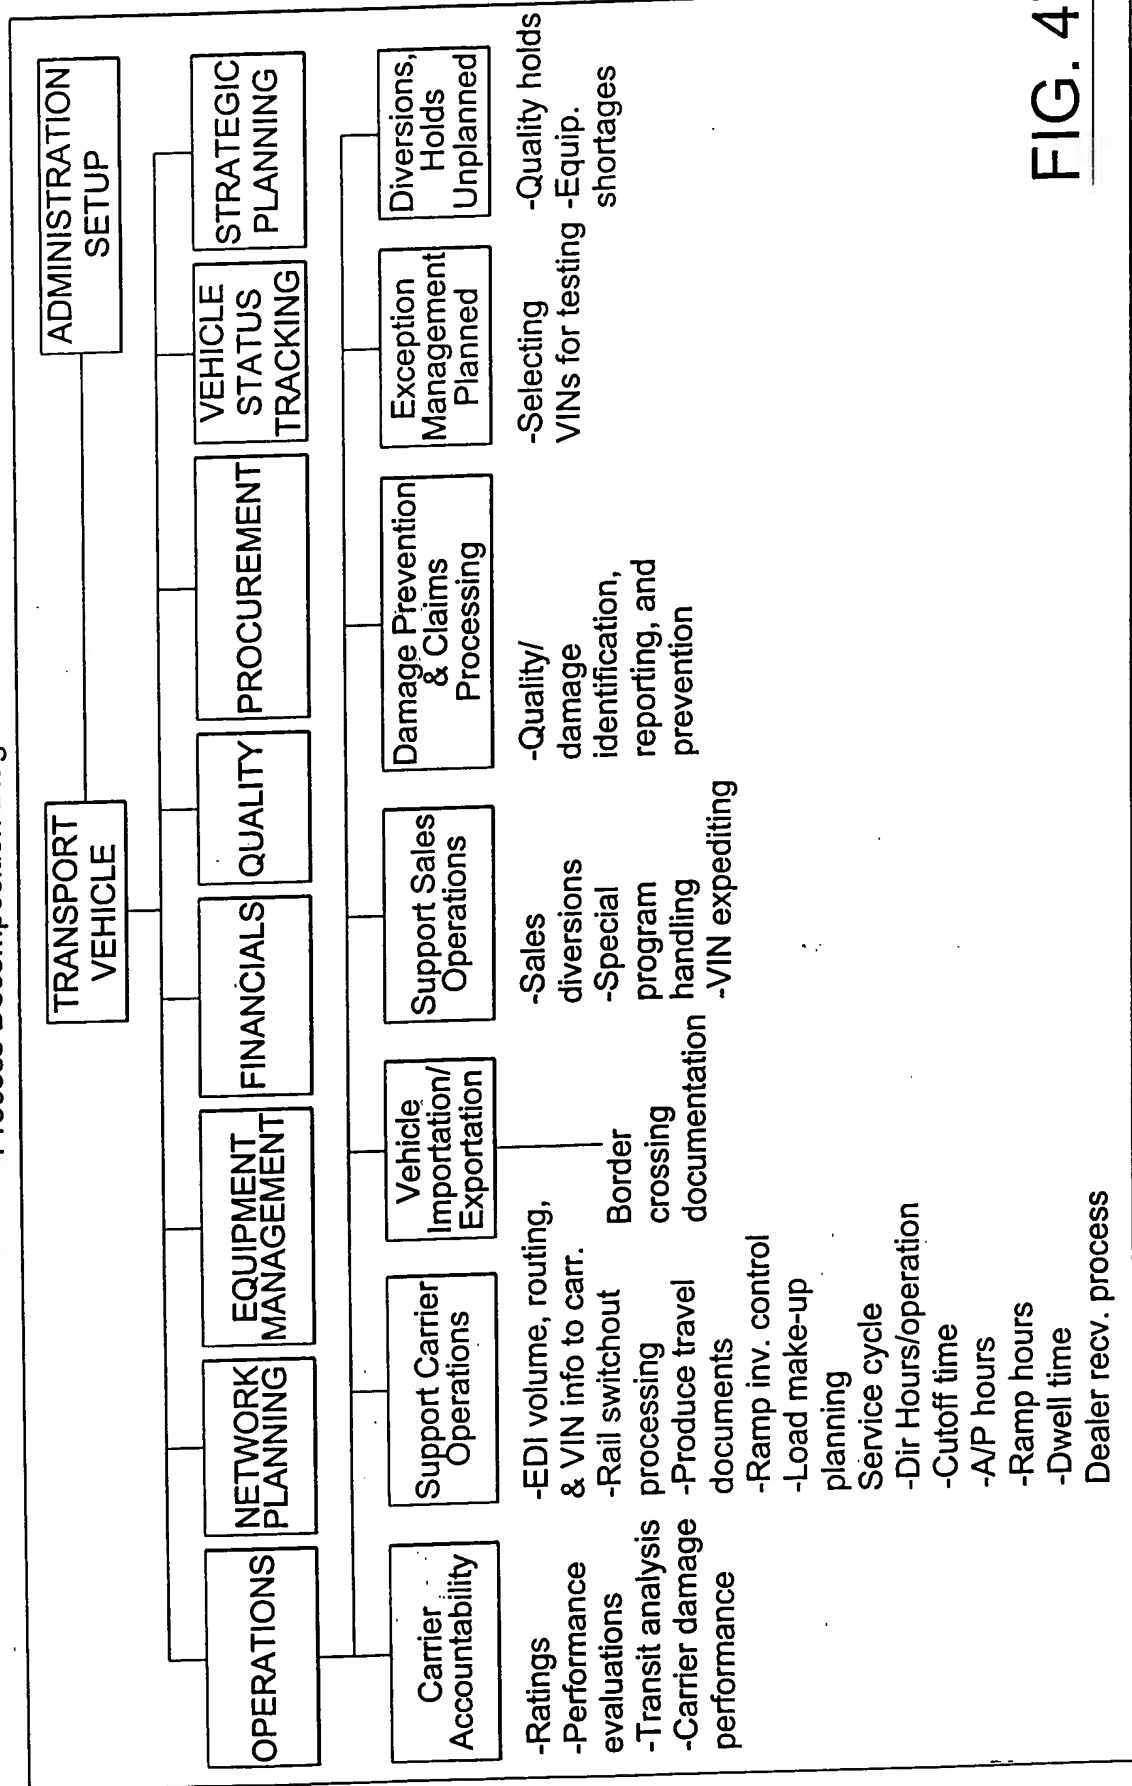 TRANSPORT
VEHICLE
ADMINISTRATION
SETUP
OPERATIONS
NETWORK
PLANNING
EQUIPMENT
MANAGEMENT
FINANCIALS
QUALITY
PROCUREMENT
VEHICLE
STATUS
TRACKING
STRATEGIC
PLANNING
Carrier
Accountability
-Ratings
-Performance
evaluations
-Transit analysis
-Carrier damage
performance
Support Carrier
Operations
-EDI volume, routing,
& VIN info to carr.
-Rail switchout
processing
-Produce travel
documents
-Ramp inv. control
-Load make-up
planning
Service cycle
-Dir Hours/operation
-Cutoff time
-A/P hours
-Ramp hours
-Dwell time
Dealer recv. process
Vehicle
Importation/
Exportation
Border
crossing
documentation
Support Sales
Operations
-Sales
diversions
-Special
program
handling
-VIN expediting
Damage Prevention
& Claims
Processing
-Quality/
damage
identification,
reporting, and
prevention
Exception
Management
Planned
-Selecting
VINs for testing
Diversions,
Holds
Unplanned
-Quality holds
-Equip.
shortages
FIG. 4